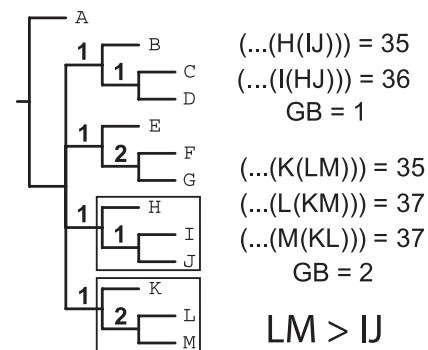 A
1 B
1 C
D
1 E
2 F
G
1 H
1 I
J
1 K
2 L
M
(...(H(IJ))) = 35
(...(I(HJ))) = 36
GB = 1
(...(K(LM))) = 35
(...(L(KM))) = 37
(...(M(KL))) = 37
GB = 2
LM > IJ